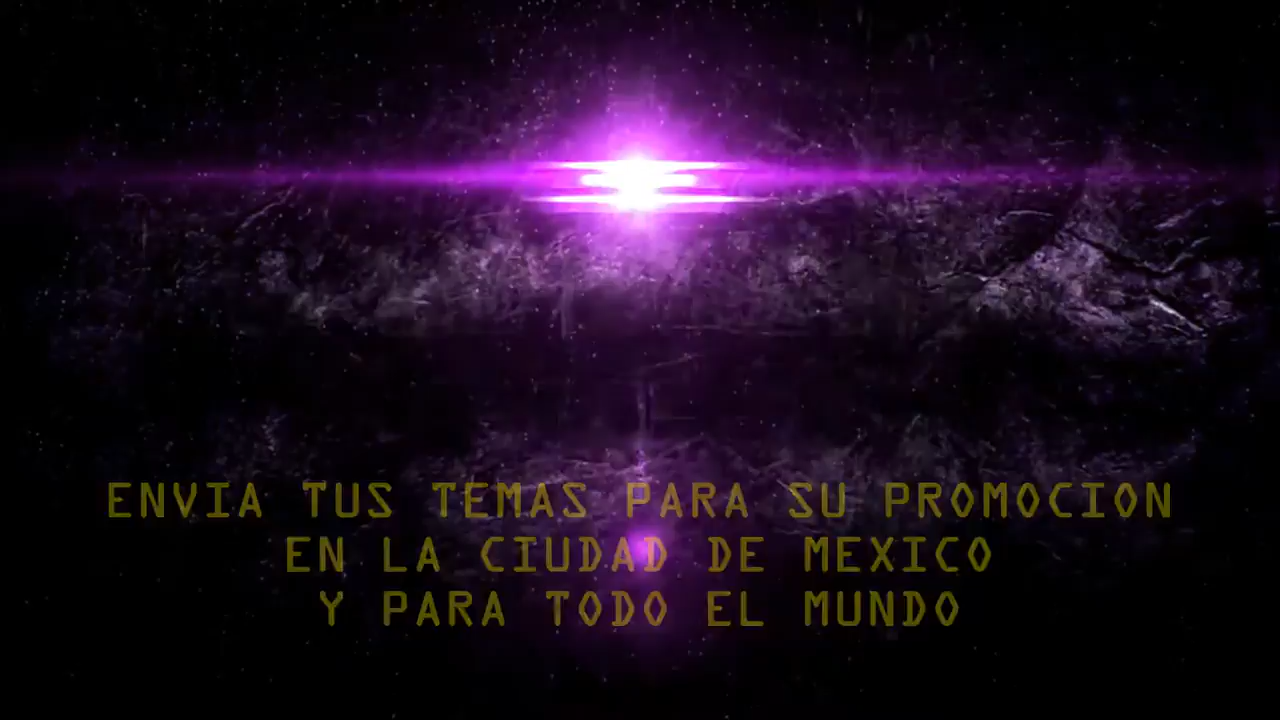 ENVIA TUS TEMAS PARA SU PROMOCION
EN LA CIUDAD DE MEXICO
Y PARA TODO EL MUNDO